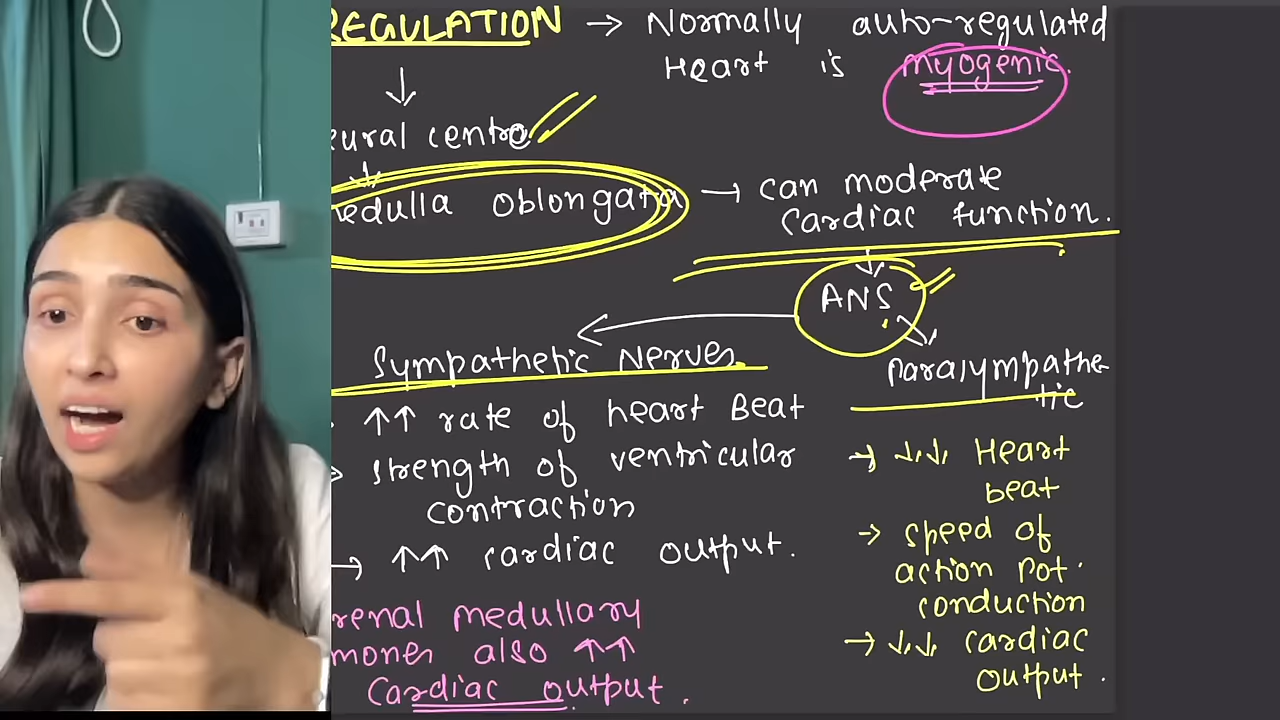 REGULATION → Normally auto-regulated
Heart is myogenic.
↓
eural centre
↓
edulla oblongata → can moderate
cardiac function.
↓
ANS
Sympathetic Nerves
Parasympathe-
tic
↑↑ rate of heart Beat
→ strength of ventricular
contraction
→ ↑↑ cardiac output.
→ ↓↓ Heart
beat
→ speed of
action pot.
conduction
→ ↓↓ cardiac
output.
renal medullary
mones also ↑↑
Cardiac output.